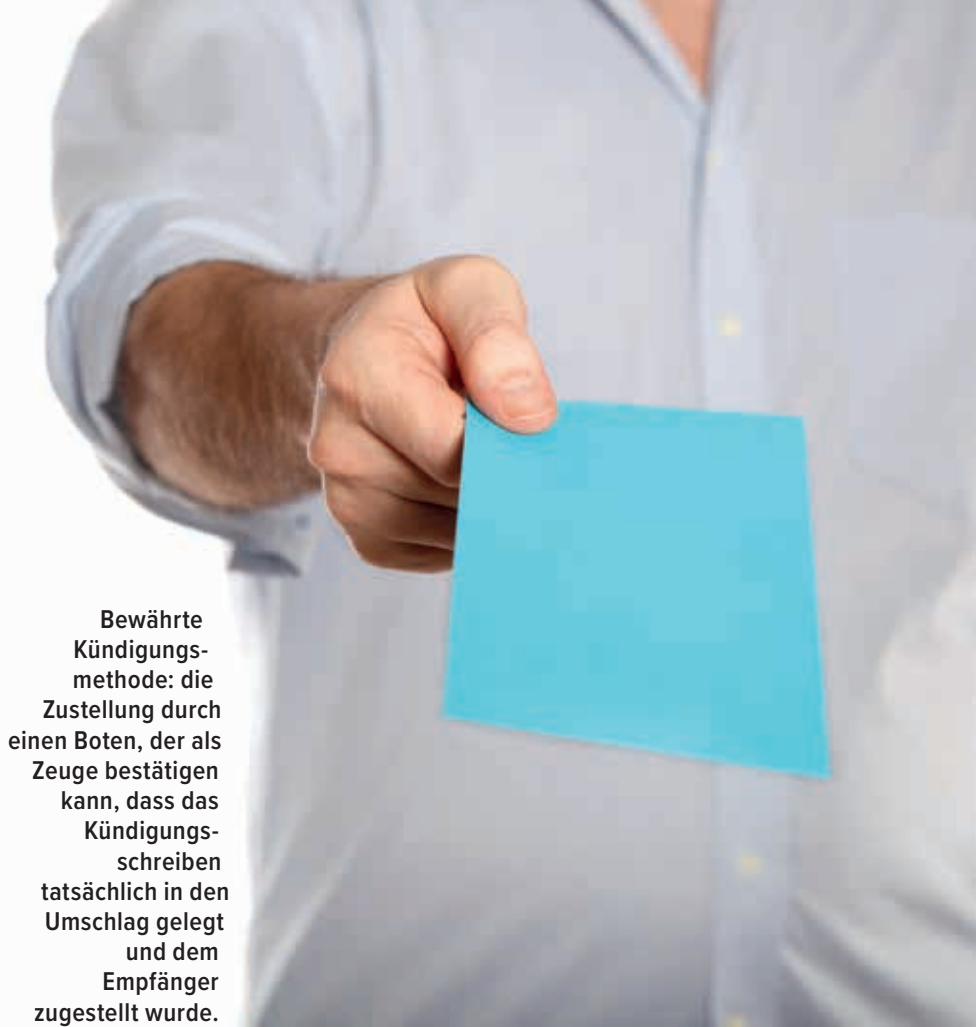 Bewährte
Kündigungs-
methode: die
Zustellung durch
einen Boten, der als
Zeuge bestätigen
kann, dass das
Kündigungs-
schreiben
tatsächlich in den
Umschlag gelegt
und dem
Empfänger
zugestellt wurde.